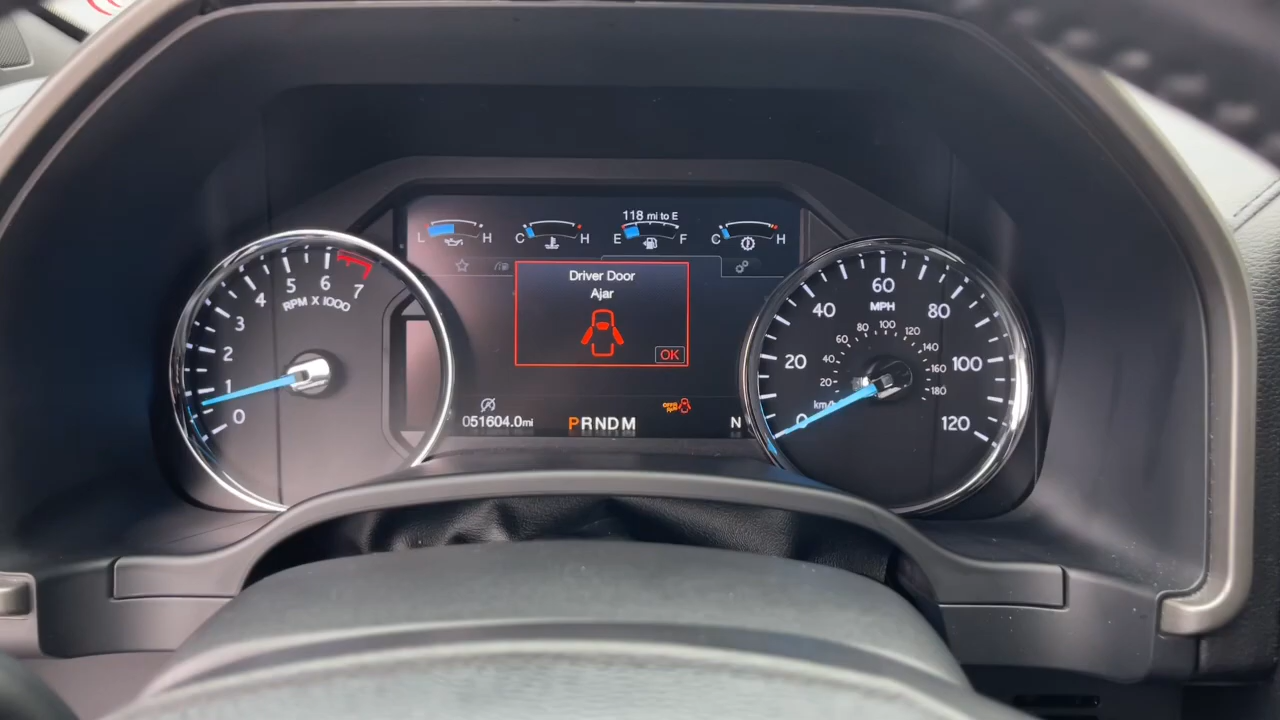 118 mi to E
L H C H E F C H
Driver Door
Ajar
OK
051604.0mi
PRNDM
N
0 1 2 3 4 5 6 7
RPM X 1000
0 20 40 60 80 100 120
MPH
20 40 60 80 100 120 140 160 180
km/h